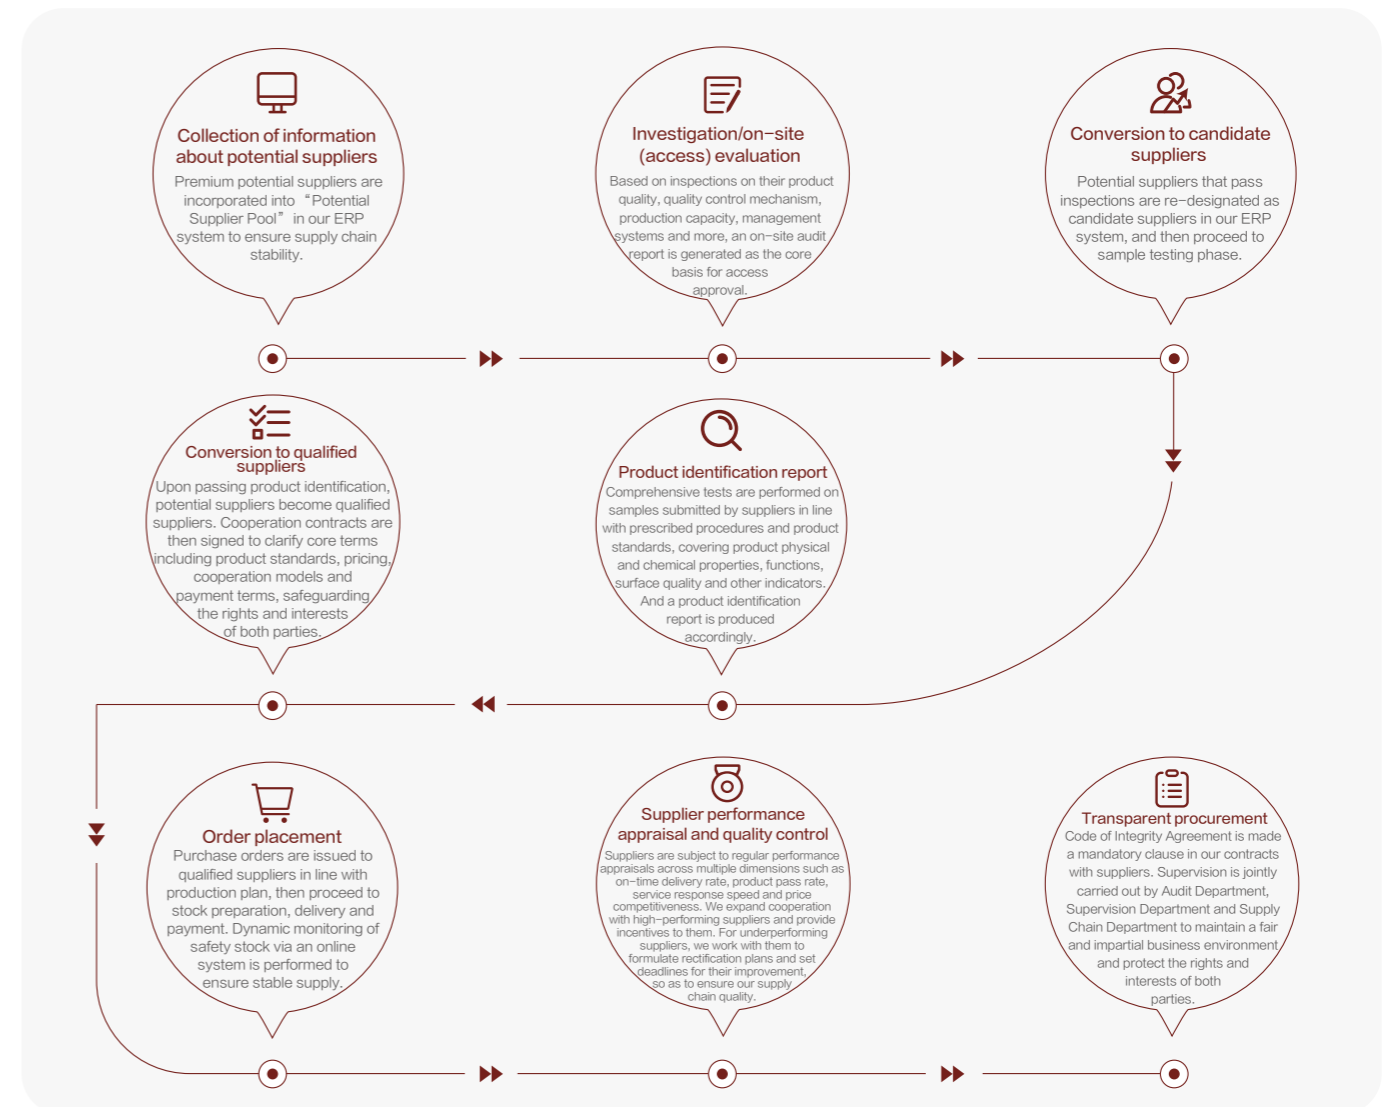 Collection of information
about potential suppliers
Premium potential suppliers are
incorporated into “Potential
Supplier Pool” in our ERP
system to ensure supply chain
stability.
Investigation/on-site
(access) evaluation
Based on inspections on their product
quality, quality control mechanism,
production capacity, management
systems and more, an on-site audit
report is generated as the core
basis for access
approval.
Conversion to candidate
suppliers
Potential suppliers that pass
inspections are re-designated as
candidate suppliers in our ERP
system, and then proceed to
sample testing phase.
Product identification report
Comprehensive tests are performed on
samples submitted by suppliers in line
with prescribed procedures and product
standards, covering product physical
and chemical properties, functions,
surface quality and other indicators.
And a product identification
report is produced
accordingly.
Conversion to qualified
suppliers
Upon passing product identification,
potential suppliers become qualified
suppliers. Cooperation contracts are
then signed to clarify core terms
including product standards, pricing,
cooperation models and
payment terms, safeguarding
the rights and interests
of both parties.
Order placement
Purchase orders are issued to
qualified suppliers in line with
production plan, then proceed to
stock preparation, delivery and
payment. Dynamic monitoring of
safety stock via an online
system is performed to
ensure stable supply.
Supplier performance
appraisal and quality control
Suppliers are subject to regular performance
appraisals across multiple dimensions such as
on-time delivery rate, product pass rate,
service response speed and price
competitiveness. We expand cooperation
with high-performing suppliers and provide
incentives to them. For underperforming
suppliers, we work with them to
formulate rectification plans and set
deadlines for their improvement,
so as to ensure our supply
chain quality.
Transparent procurement
Code of Integrity Agreement is made
a mandatory clause in our contracts
with suppliers. Supervision is jointly
carried out by Audit Department,
Supervision Department and Supply
Chain Department to maintain a fair
and impartial business environment
and protect the rights and
interests of both
parties.